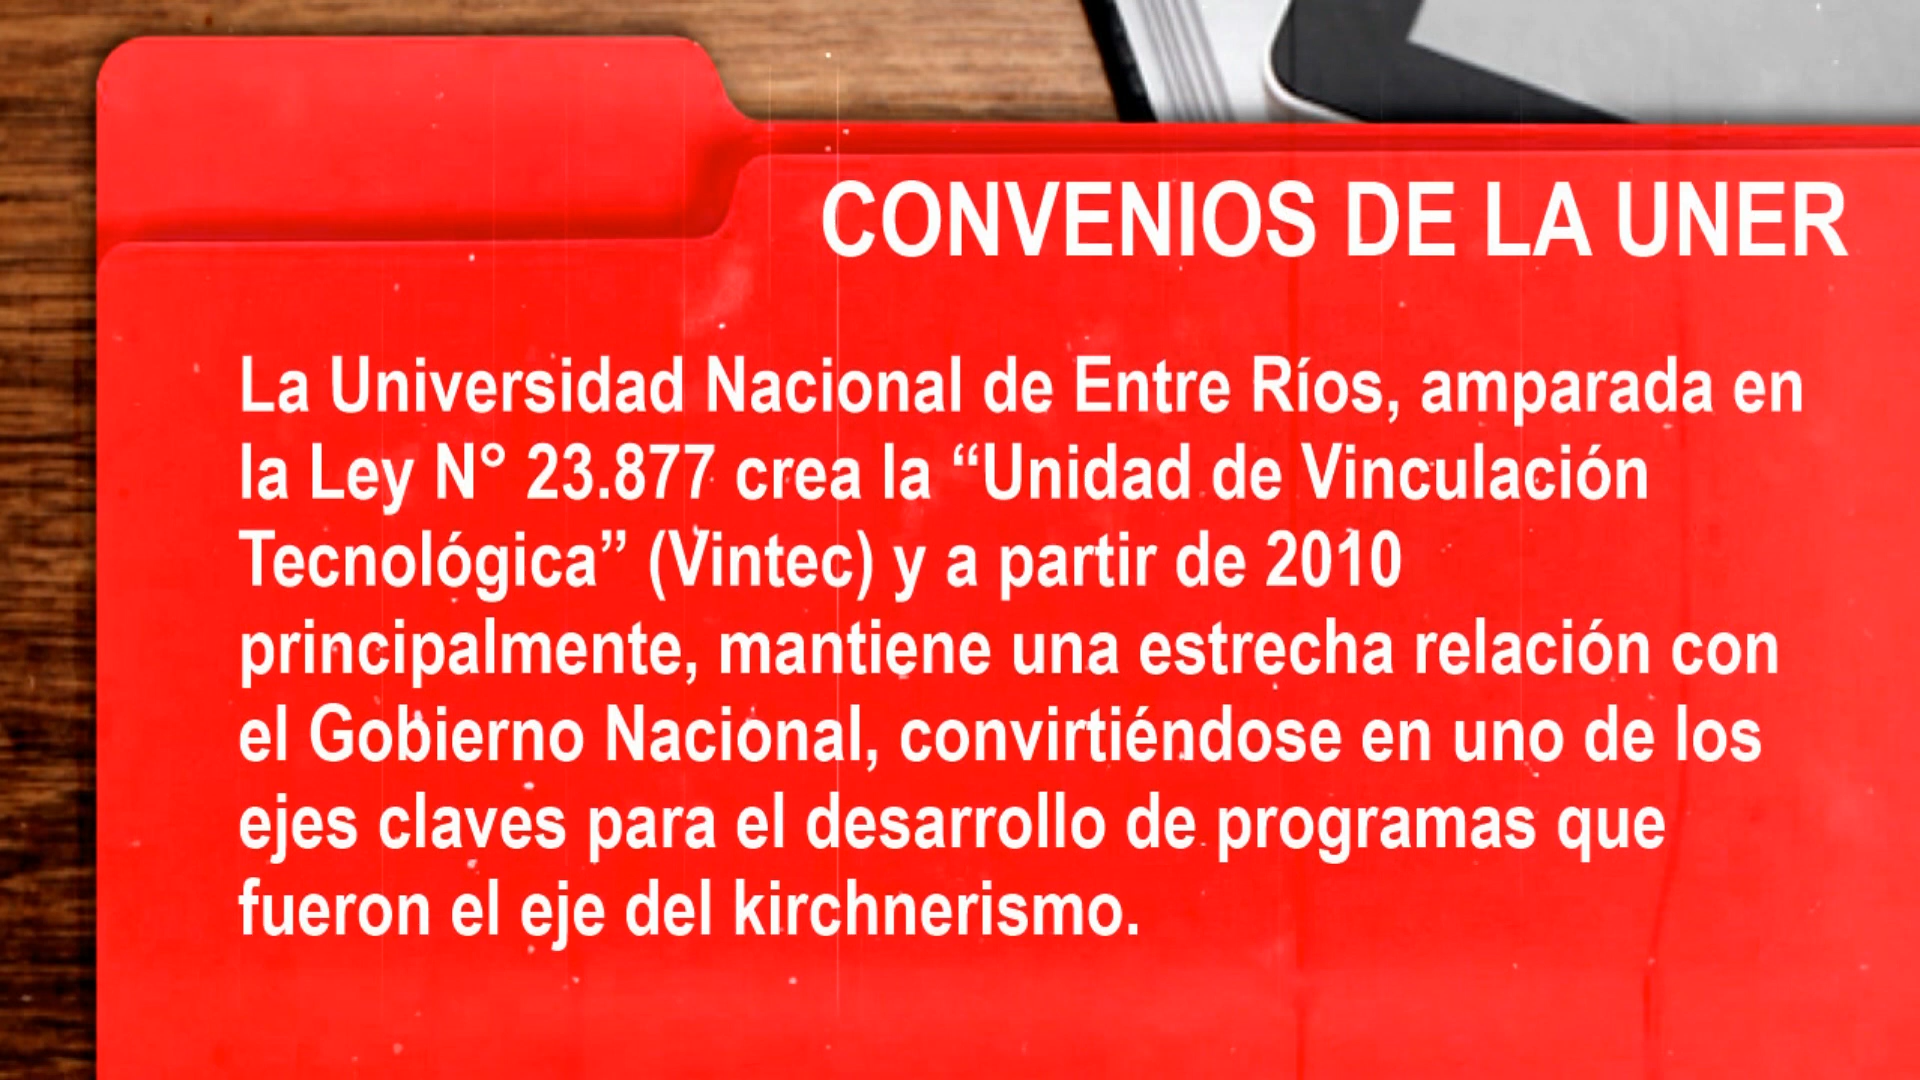 CONVENIOS DE LA UNER
La Universidad Nacional de Entre Ríos, amparada en
la Ley N° 23.877 crea la “Unidad de Vinculación
Tecnológica” (Vintec) y a partir de 2010
principalmente, mantiene una estrecha relación con
el Gobierno Nacional, convirtiéndose en uno de los
ejes claves para el desarrollo de programas que
fueron el eje del kirchnerismo.